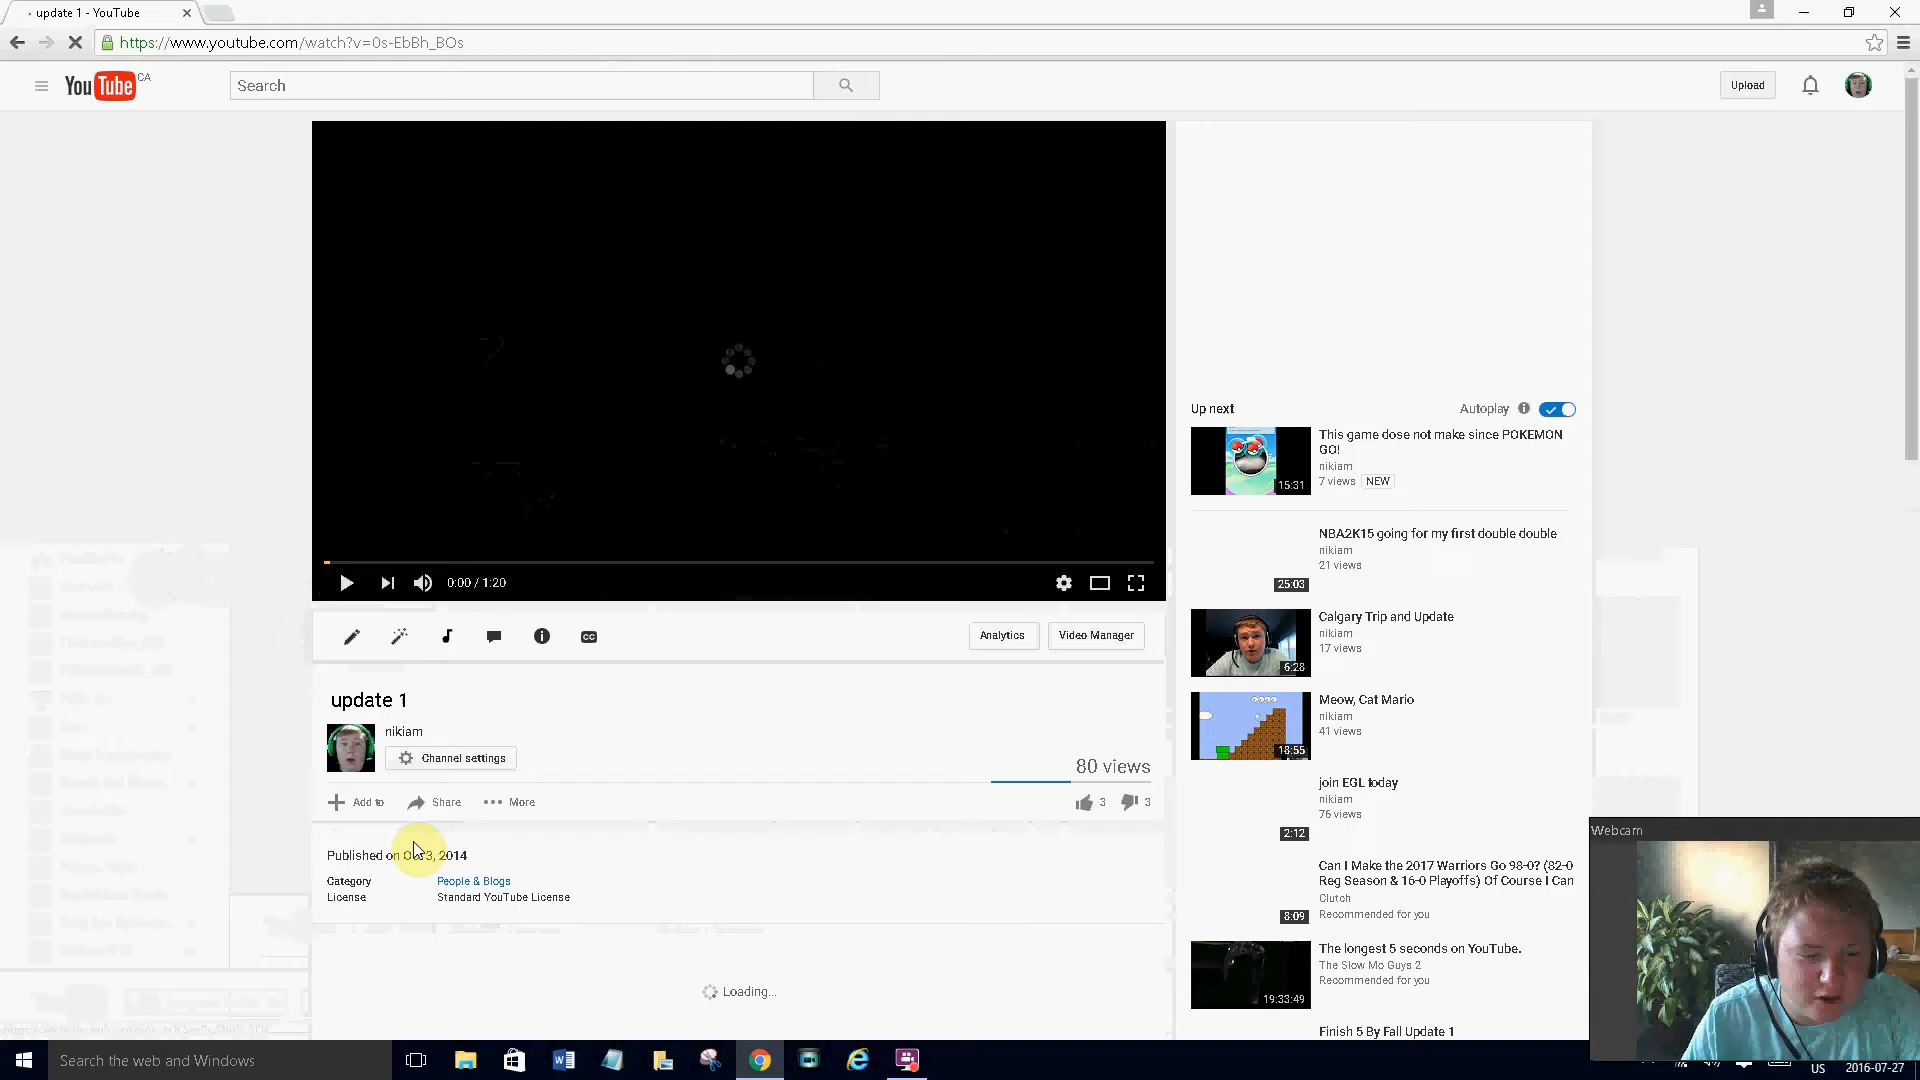 update 1 - YouTube
https://www.youtube.com/watch?v=0s-EbBh_BOs
YouTube CA
Search
Upload
Up next
Autoplay
This game dose not make since POKEMON
GO!
nikiam
7 views NEW
15:31
NBA2K15 going for my first double double
nikiam
21 views
25:03
0:00 / 1:20
Calgary Trip and Update
nikiam
17 views
6:28
CC
Analytics
Video Manager
update 1
nikiam
Channel settings
80 views
Add to
Share
More
3
3
Meow, Cat Mario
nikiam
41 views
18:55
join EGL today
nikiam
76 views
2:12
Published on Oct 3, 2014
Category
People & Blogs
License
Standard YouTube License
Can I Make the 2017 Warriors Go 98-0? (82-0
Reg Season & 16-0 Playoffs) Of Course I Can
Clutch
Recommended for you
8:09
The longest 5 seconds on YouTube.
The Slow Mo Guys 2
Recommended for you
19:33:49
Loading...
Finish 5 By Fall Update 1
Webcam
Search the web and Windows
US
2016-07-27